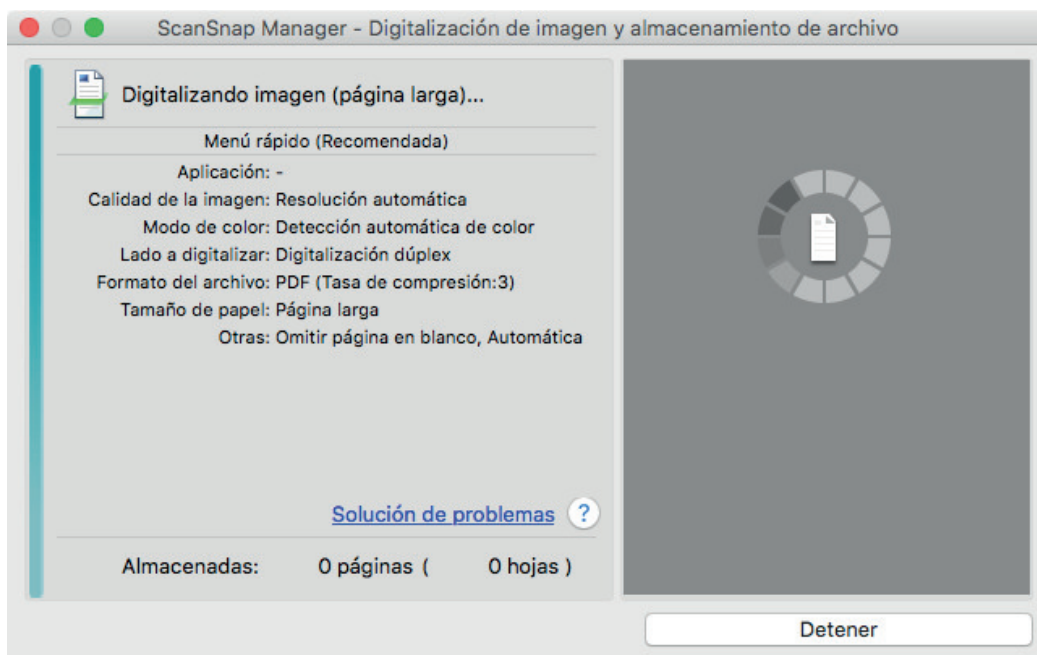 ScanSnap Manager - Digitalización de imagen y almacenamiento de archivo
Digitalizando imagen (página larga)...
Menú rápido (Recomendada)
Aplicación: -
Calidad de la imagen: Resolución automática
Modo de color: Detección automática de color
Lado a digitalizar: Digitalización dúplex
Formato del archivo: PDF (Tasa de compresión:3)
Tamaño de papel: Página larga
Otras: Omitir página en blanco, Automática
Solución de problemas ?
Almacenadas: 0 páginas ( 0 hojas )
Detener